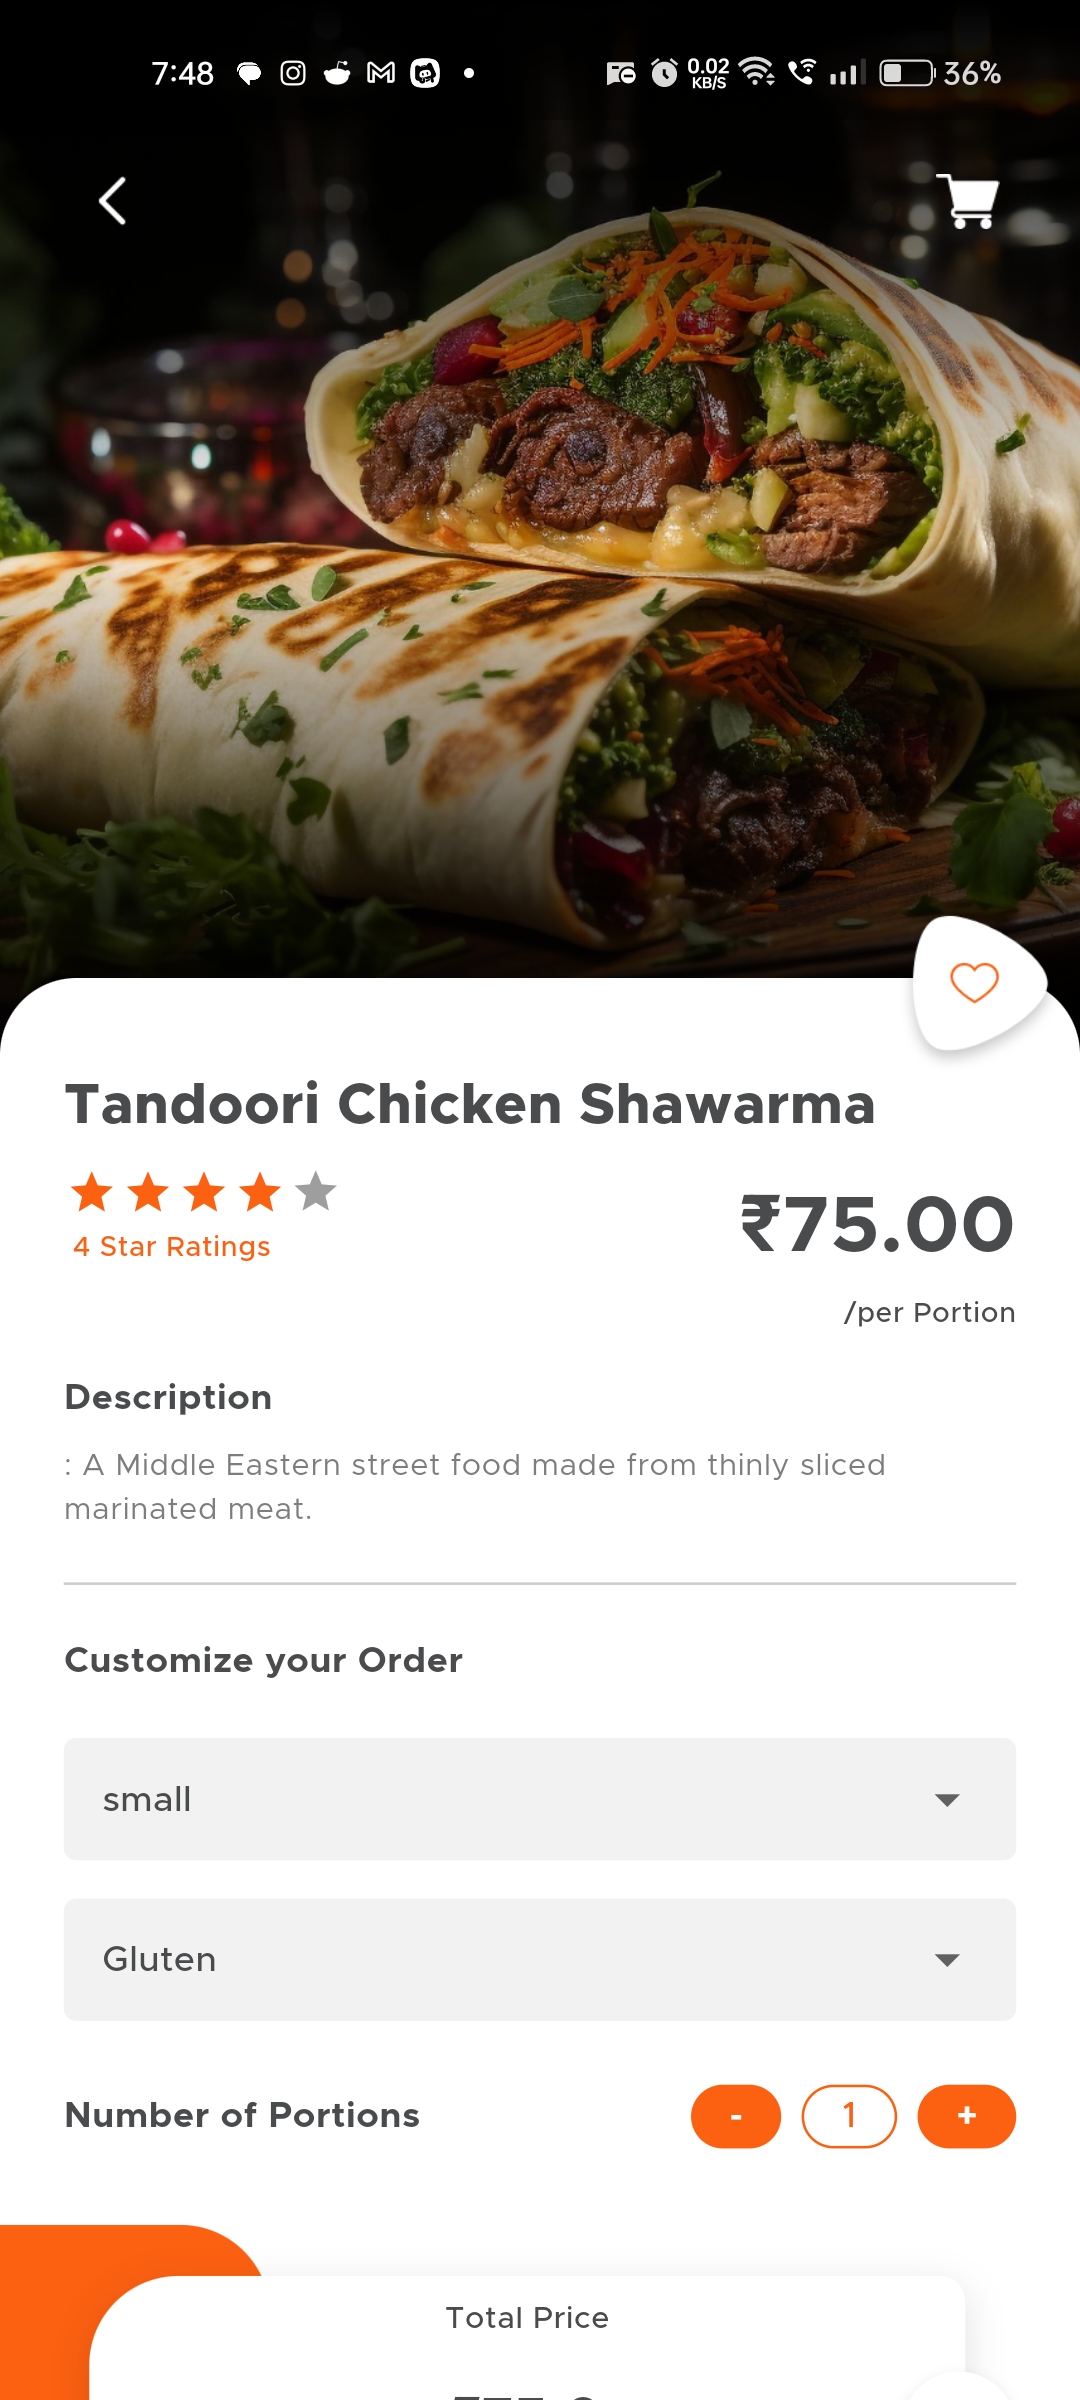 7:48
0.02
KB/S
36%
Tandoori Chicken Shawarma
4 Star Ratings
₹75.00
/per Portion
Description
: A Middle Eastern street food made from thinly sliced
marinated meat.
Customize your Order
small
Gluten
Number of Portions
- 1 +
Total Price